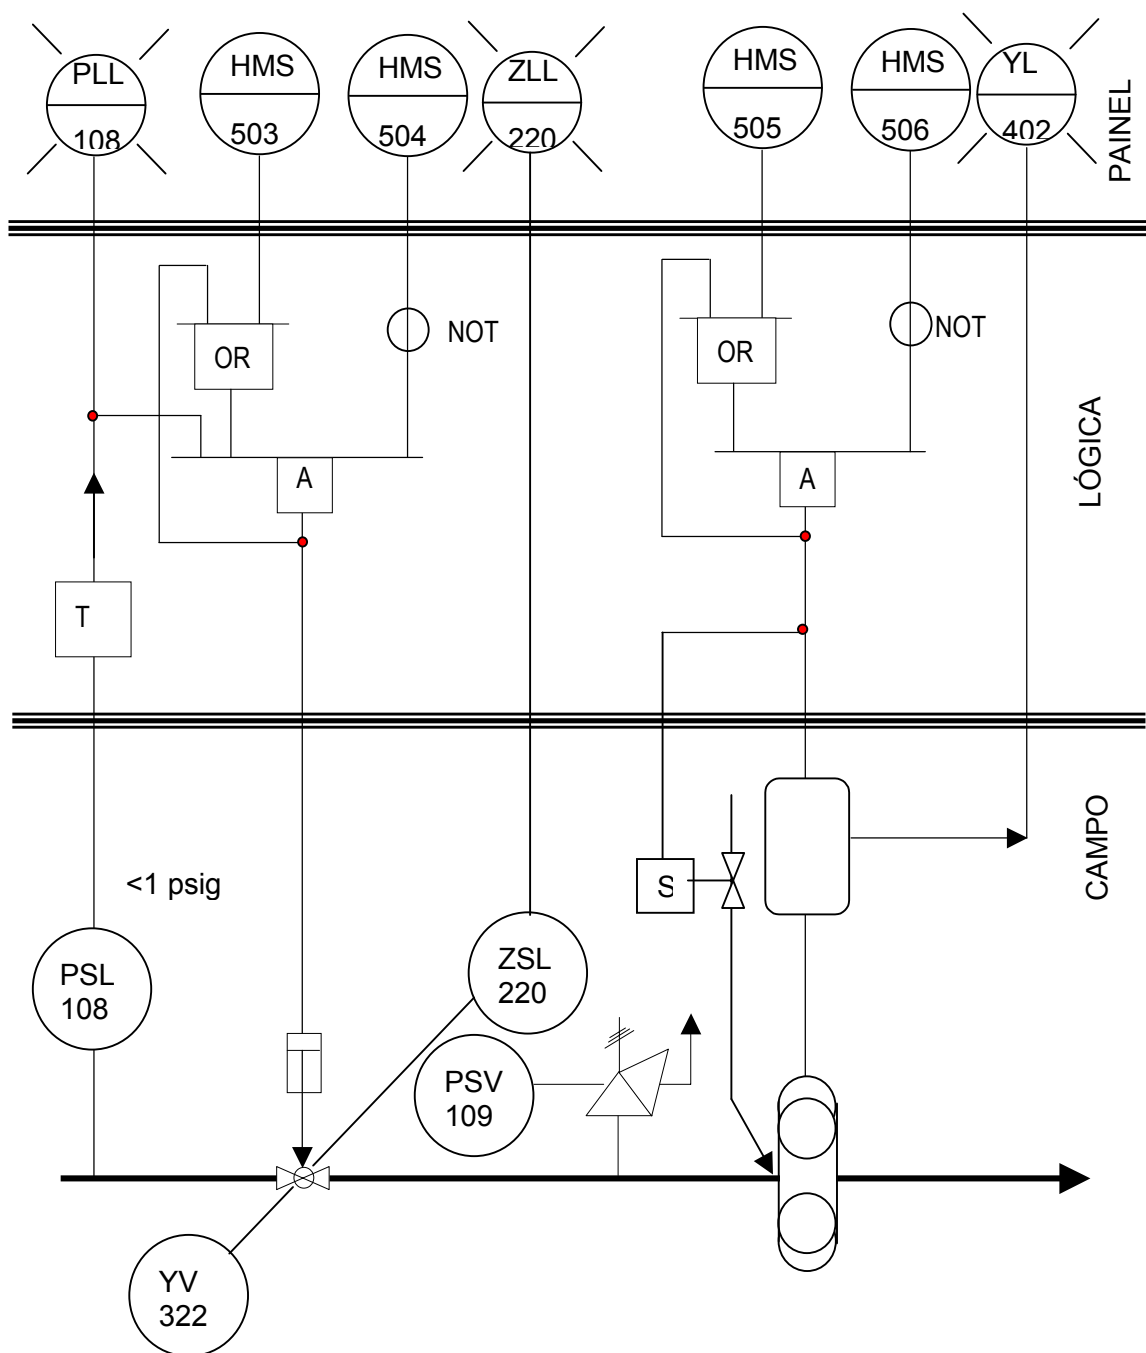 PLL
108
HMS
503
HMS
504
ZLL
220
HMS
505
HMS
506
YL
402
PAINEL
OR
NOT
A
T
OR
NOT
A
LÓGICA
<1 psig
PSL
108
ZSL
220
PSV
109
S
YV
322
CAMPO